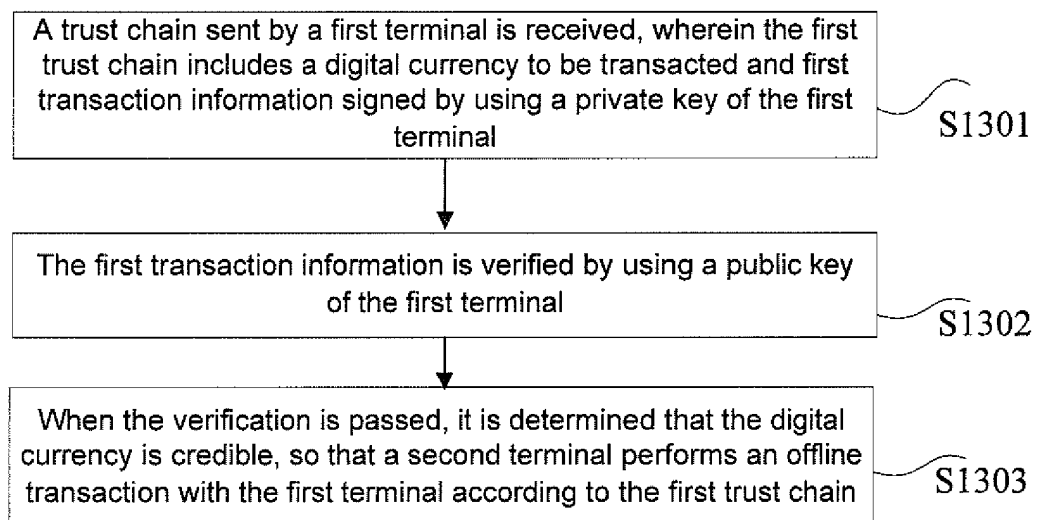 A trust chain sent by a first terminal is received, wherein the first
trust chain includes a digital currency to be transacted and first
transaction information signed by using a private key of the first
terminal
S1301
The first transaction information is verified by using a public key
of the first terminal
S1302
When the verification is passed, it is determined that the digital
currency is credible, so that a second terminal performs an offline
transaction with the first terminal according to the first trust chain
S1303